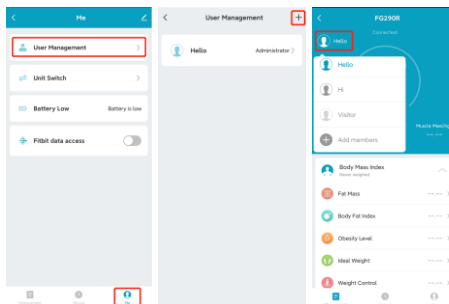 Me
User Management
Unit Switch
Battery Low
Battery is low
Fitbit data access
Me
User Management
Hello
Administrator
FG290R
Connected
Hello
Hello
Hi
Visitor
Add members
Body Mass Index
Never weighed
Fat Mass
--.--
Body Fat Index
--.--
Obesity Level
--.--
Ideal Weight
--.--
Weight Control
--.--